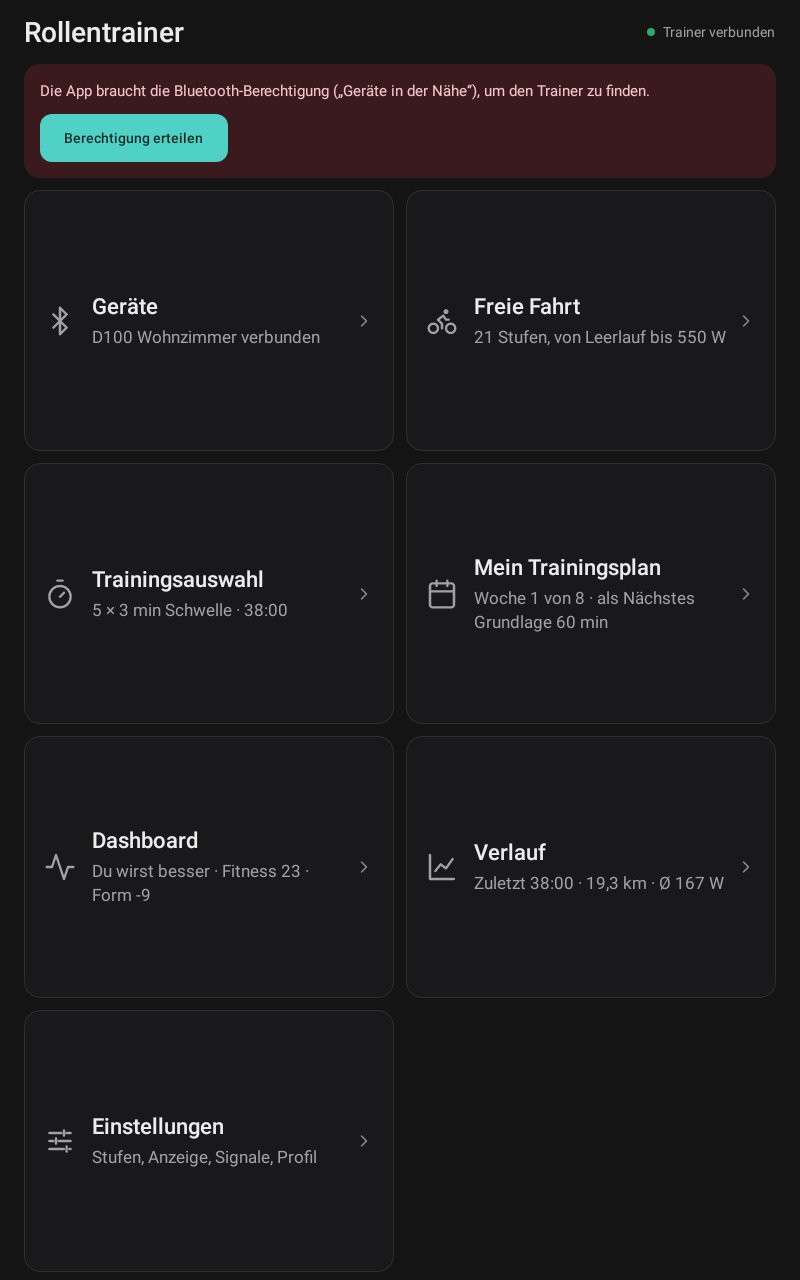 Rollentrainer
Trainer verbunden
Die App braucht die Bluetooth-Berechtigung („Geräte in der Nähe“), um den Trainer zu finden.
Berechtigung erteilen
Geräte
D100 Wohnzimmer verbunden
Freie Fahrt
21 Stufen, von Leerlauf bis 550 W
Trainingsauswahl
5 × 3 min Schwelle · 38:00
Mein Trainingsplan
Woche 1 von 8 · als Nächstes
Grundlage 60 min
Dashboard
Du wirst besser · Fitness 23 ·
Form -9
Verlauf
Zuletzt 38:00 · 19,3 km · Ø 167 W
Einstellungen
Stufen, Anzeige, Signale, Profil